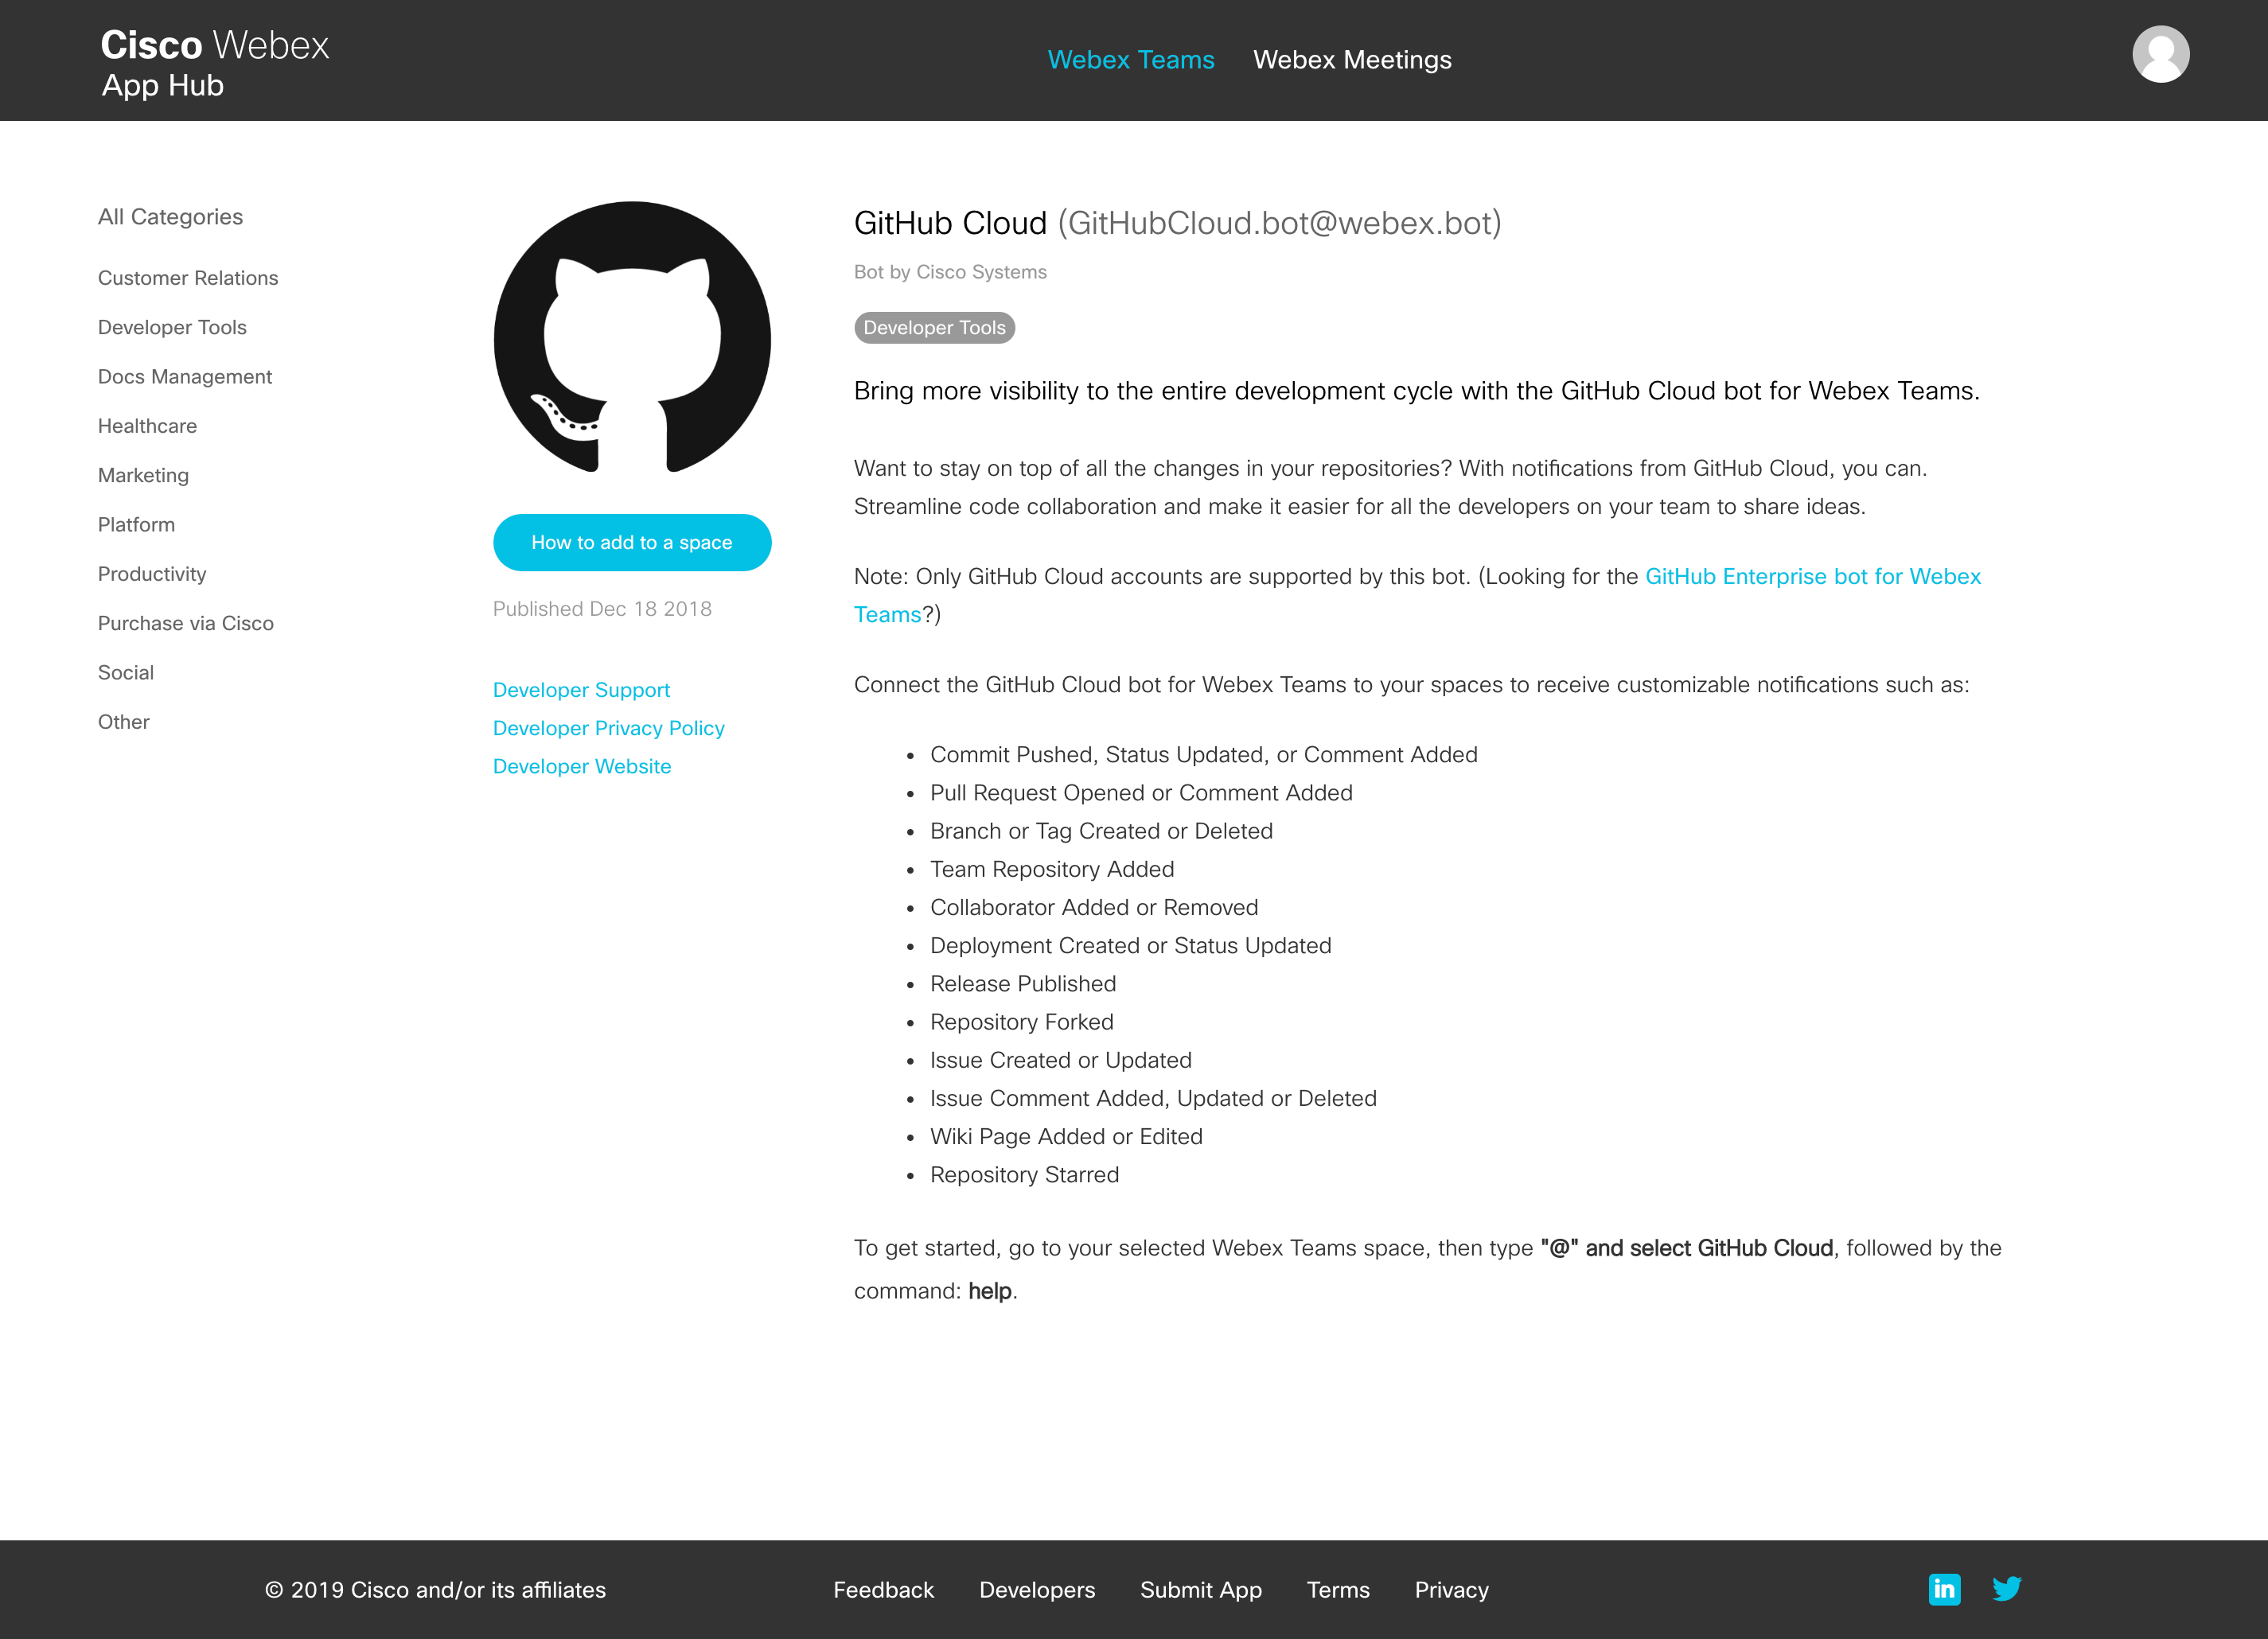 Cisco Webex
App Hub
Webex Teams
Webex Meetings
All Categories
Customer Relations
Developer Tools
Docs Management
Healthcare
Marketing
Platform
Productivity
Purchase via Cisco
Social
Other
How to add to a space
Published Dec 18 2018
Developer Support
Developer Privacy Policy
Developer Website
GitHub Cloud (GitHubCloud.bot@webex.bot)
Bot by Cisco Systems
Developer Tools
Bring more visibility to the entire development cycle with the GitHub Cloud bot for Webex Teams.
Want to stay on top of all the changes in your repositories? With notifications from GitHub Cloud, you can.
Streamline code collaboration and make it easier for all the developers on your team to share ideas.
Note: Only GitHub Cloud accounts are supported by this bot. (Looking for the GitHub Enterprise bot for Webex
Teams?)
Connect the GitHub Cloud bot for Webex Teams to your spaces to receive customizable notifications such as:
• Commit Pushed, Status Updated, or Comment Added
• Pull Request Opened or Comment Added
• Branch or Tag Created or Deleted
• Team Repository Added
• Collaborator Added or Removed
• Deployment Created or Status Updated
• Release Published
• Repository Forked
• Issue Created or Updated
• Issue Comment Added, Updated or Deleted
• Wiki Page Added or Edited
• Repository Starred
To get started, go to your selected Webex Teams space, then type "@" and select GitHub Cloud, followed by the
command: help.
© 2019 Cisco and/or its affiliates
Feedback
Developers
Submit App
Terms
Privacy
in